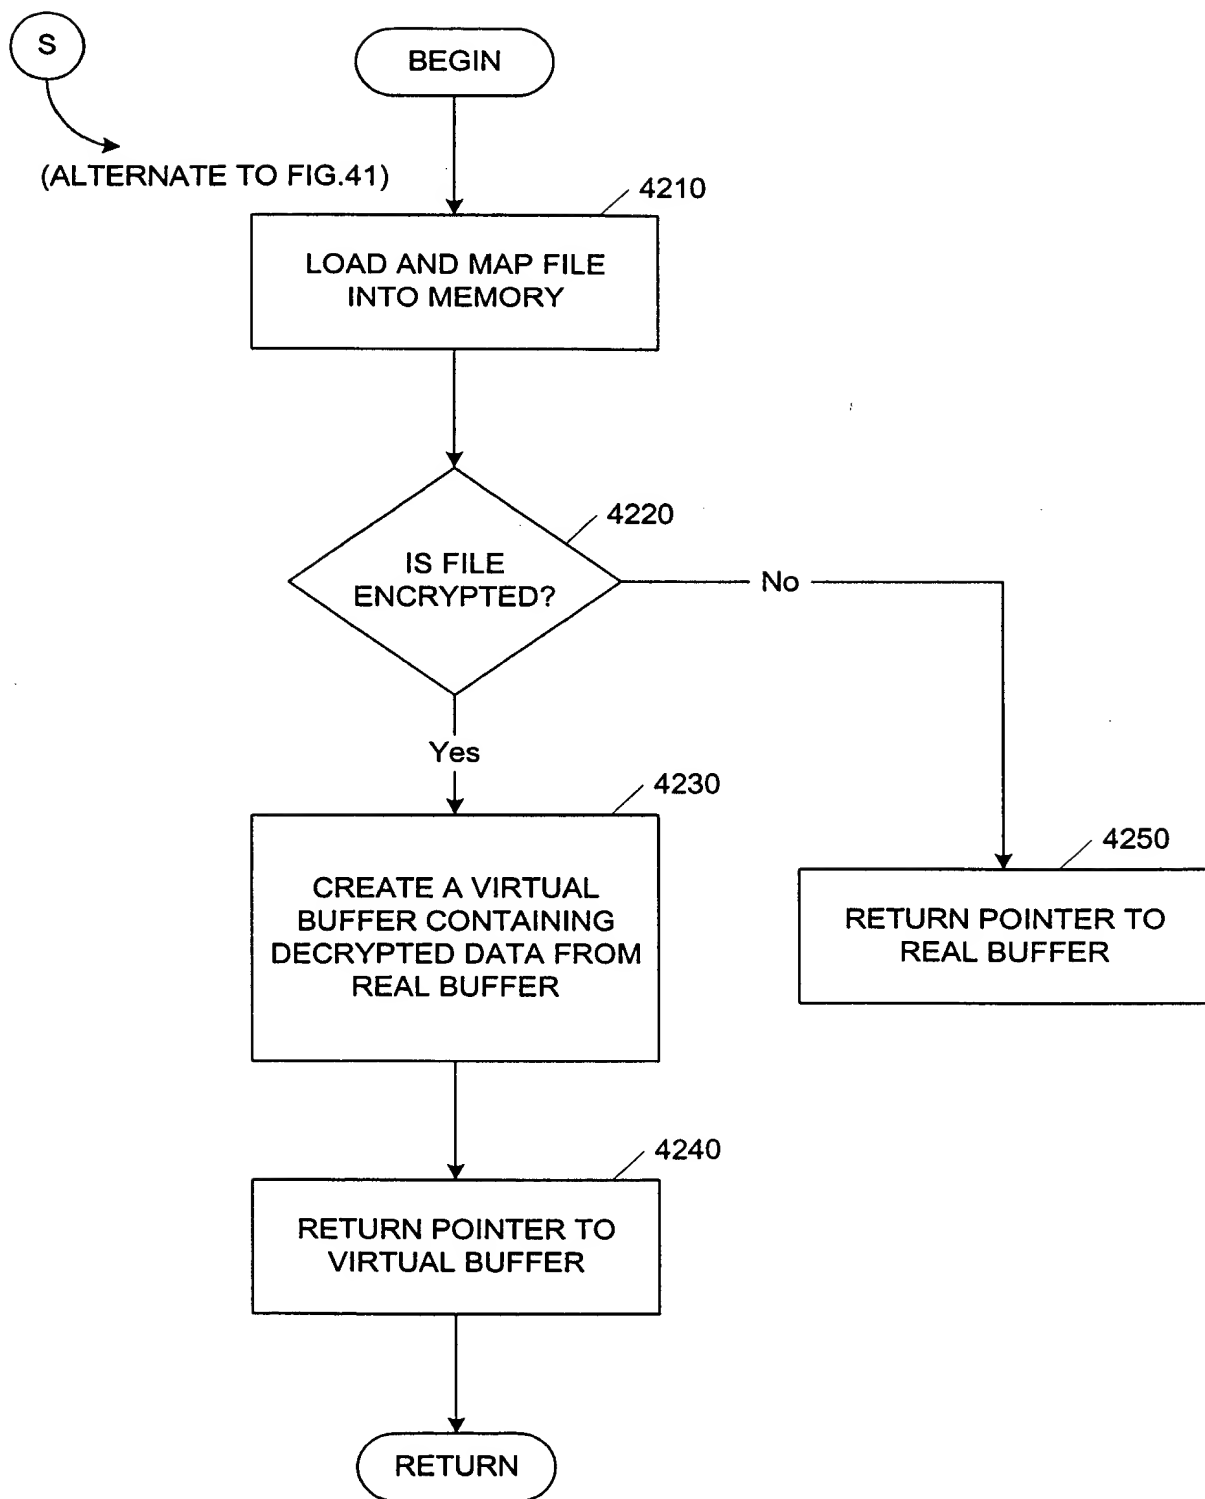 S
BEGIN
(ALTERNATE TO FIG.41)
4210
LOAD AND MAP FILE
INTO MEMORY
4220
IS FILE
ENCRYPTED?
No
Yes
4230
CREATE A VIRTUAL
BUFFER CONTAINING
DECRYPTED DATA FROM
REAL BUFFER
4250
RETURN POINTER TO
REAL BUFFER
4240
RETURN POINTER TO
VIRTUAL BUFFER
RETURN